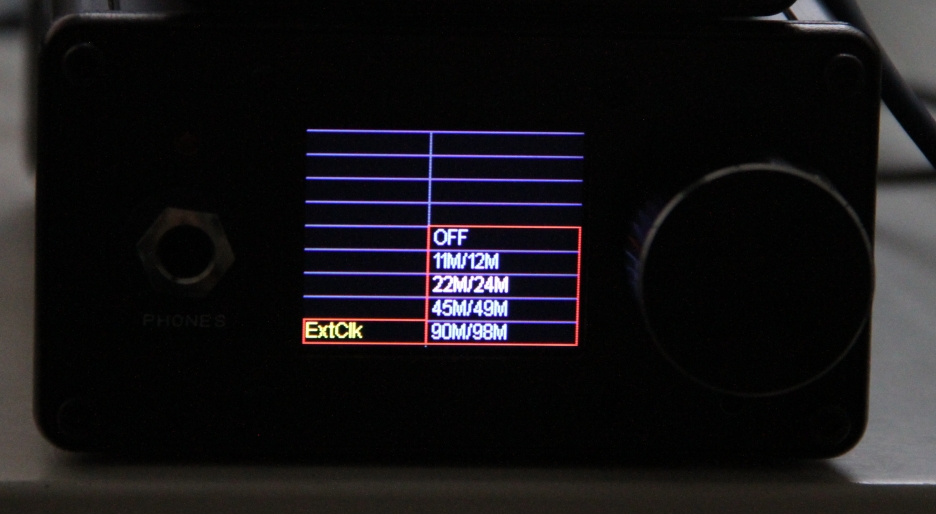 OFF
11M/12M
22M/24M
45M/49M
ExtClk 90M/98M
PHONES